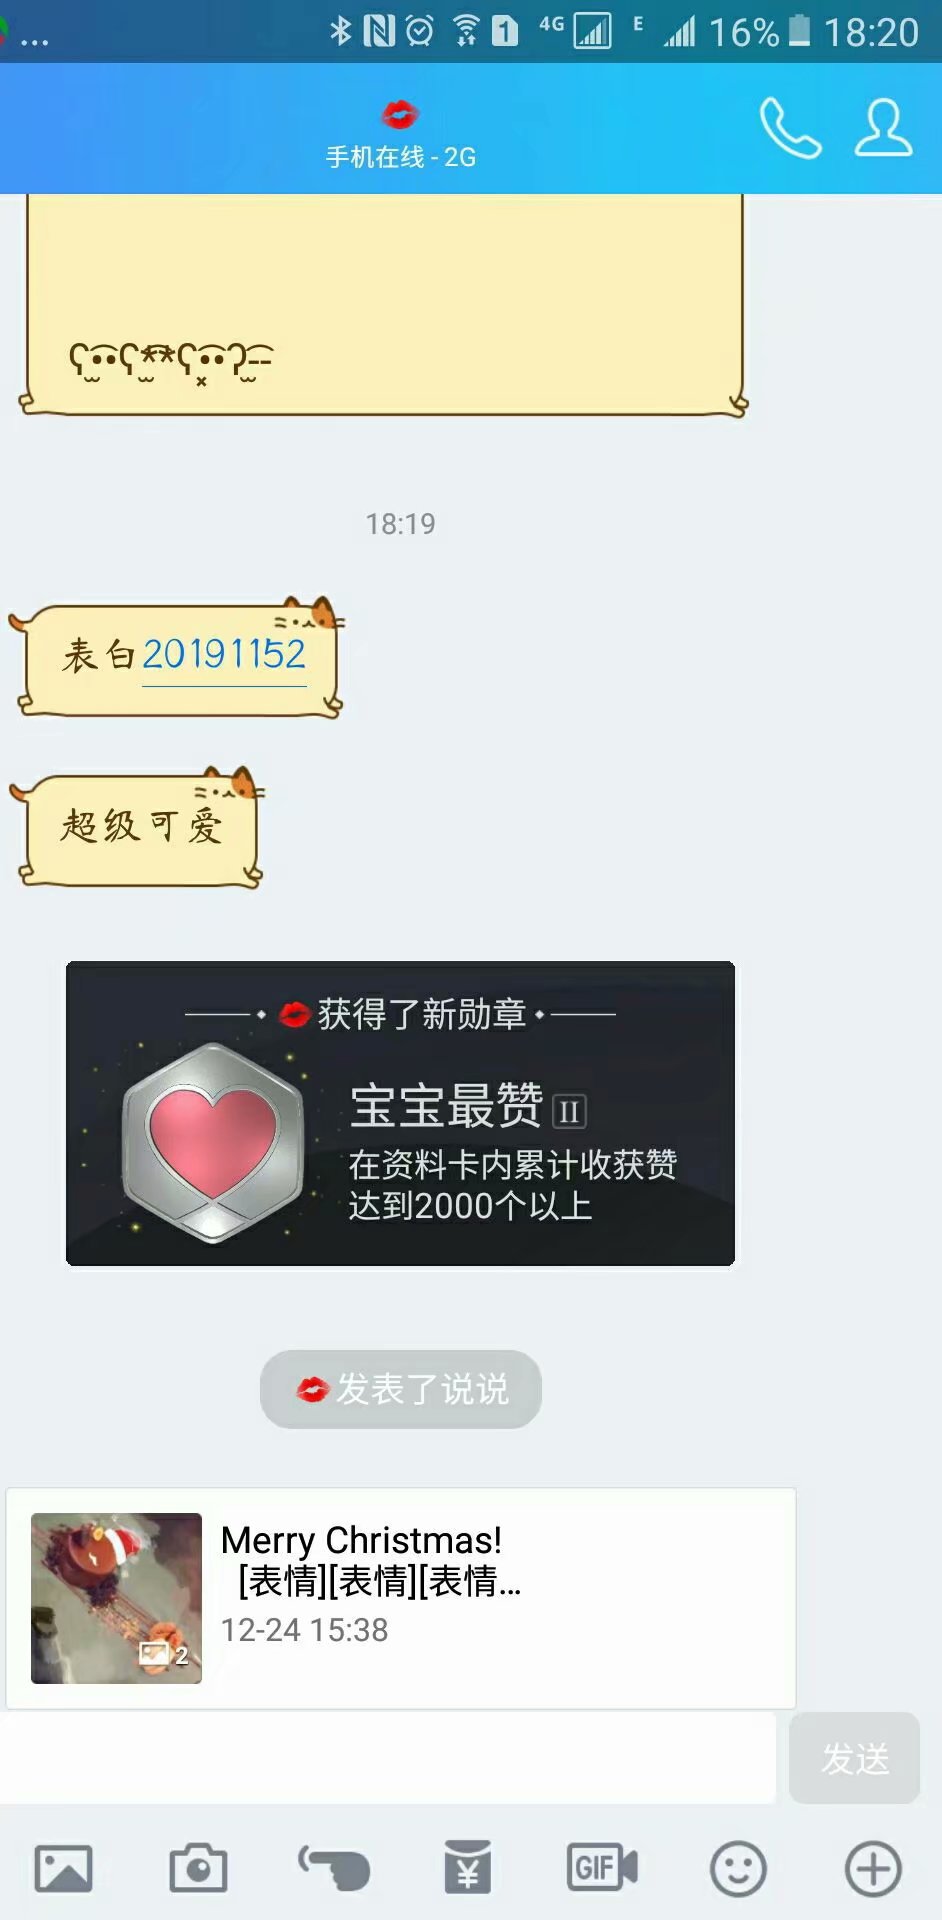 4G E 16% 18:20
手机在线 - 2G
18:19
表白20191152
超级可爱
获得了新勋章
宝宝最赞 II
在资料卡内累计收获赞
达到2000个以上
发表了说说
Merry Christmas!
[表情][表情][表情...
2
12-24 15:38
发送
GIF